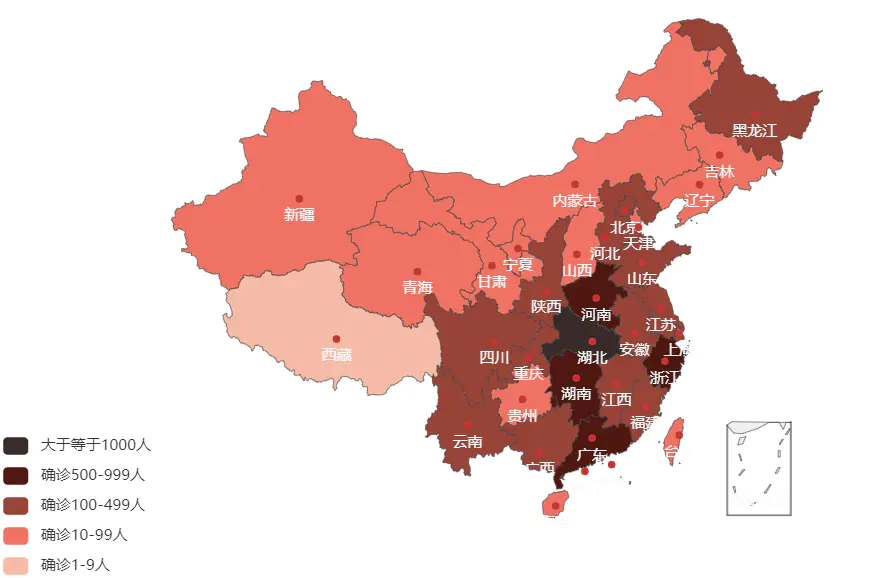 黑龙江
吉林
辽宁
内蒙古
新疆
北京
天津
河北
宁夏
山西
山东
甘肃
青海
陕西
河南
江苏
西藏
四川
湖北
安徽
上海
重庆
浙江
湖南
江西
贵州
福建
云南
广东
台
广西
大于等于1000人
确诊500-999人
确诊100-499人
确诊10-99人
确诊1-9人